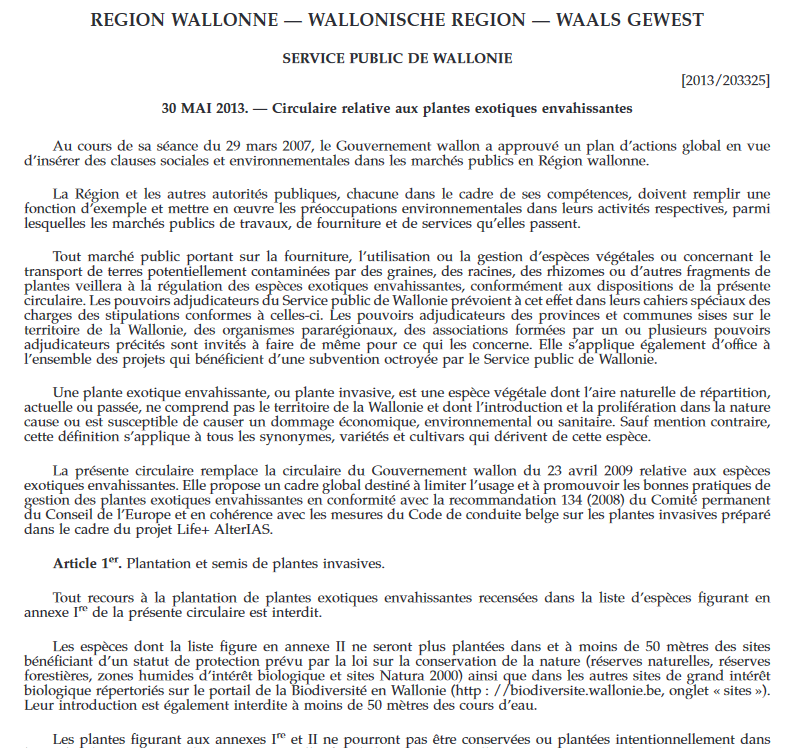 REGION WALLONNE — WALLONISCHE REGION — WAALS GEWEST
SERVICE PUBLIC DE WALLONIE
[2013/203325]
30 MAI 2013. — Circulaire relative aux plantes exotiques envahissantes
Au cours de sa séance du 29 mars 2007, le Gouvernement wallon a approuvé un plan d’actions global en vue
d’insérer des clauses sociales et environnementales dans les marchés publics en Région wallonne.
La Région et les autres autorités publiques, chacune dans le cadre de ses compétences, doivent remplir une
fonction d’exemple et mettre en œuvre les préoccupations environnementales dans leurs activités respectives, parmi
lesquelles les marchés publics de travaux, de fourniture et de services qu’elles passent.
Tout marché public portant sur la fourniture, l’utilisation ou la gestion d’espèces végétales ou concernant le
transport de terres potentiellement contaminées par des graines, des racines, des rhizomes ou d’autres fragments de
plantes veillera à la régulation des espèces exotiques envahissantes, conformément aux dispositions de la présente
circulaire. Les pouvoirs adjudicateurs du Service public de Wallonie prévoient à cet effet dans leurs cahiers spéciaux des
charges des stipulations conformes à celles-ci. Les pouvoirs adjudicateurs des provinces et communes sises sur le
territoire de la Wallonie, des organismes pararégionaux, des associations formées par un ou plusieurs pouvoirs
adjudicateurs précités sont invités à faire de même pour ce qui les concerne. Elle s’applique également d’office à
l’ensemble des projets qui bénéficient d’une subvention octroyée par le Service public de Wallonie.
Une plante exotique envahissante, ou plante invasive, est une espèce végétale dont l’aire naturelle de répartition,
actuelle ou passée, ne comprend pas le territoire de la Wallonie et dont l’introduction et la prolifération dans la nature
cause ou est susceptible de causer un dommage économique, environnemental ou sanitaire. Sauf mention contraire,
cette définition s’applique à tous les synonymes, variétés et cultivars qui dérivent de cette espèce.
La présente circulaire remplace la circulaire du Gouvernement wallon du 23 avril 2009 relative aux espèces
exotiques envahissantes. Elle propose un cadre global destiné à limiter l’usage et à promouvoir les bonnes pratiques de
gestion des plantes exotiques envahissantes en conformité avec la recommandation 134 (2008) du Comité permanent
du Conseil de l’Europe et en cohérence avec les mesures du Code de conduite belge sur les plantes invasives préparé
dans le cadre du projet Life+ AlterIAS.
Article 1er. Plantation et semis de plantes invasives.
Tout recours à la plantation de plantes exotiques envahissantes recensées dans la liste d’espèces figurant en
annexe Ire de la présente circulaire est interdit.
Les espèces dont la liste figure en annexe II ne seront plus plantées dans et à moins de 50 mètres des sites
bénéficiant d’un statut de protection prévu par la loi sur la conservation de la nature (réserves naturelles, réserves
forestières, zones humides d’intérêt biologique et sites Natura 2000) ainsi que dans les autres sites de grand intérêt
biologique répertoriés sur le portail de la Biodiversité en Wallonie (http : //biodiversite.wallonie.be, onglet « sites »).
Leur introduction est également interdite à moins de 50 mètres des cours d’eau.
Les plantes figurant aux annexes Ire et II ne pourront pas être conservées ou plantées intentionnellement dans